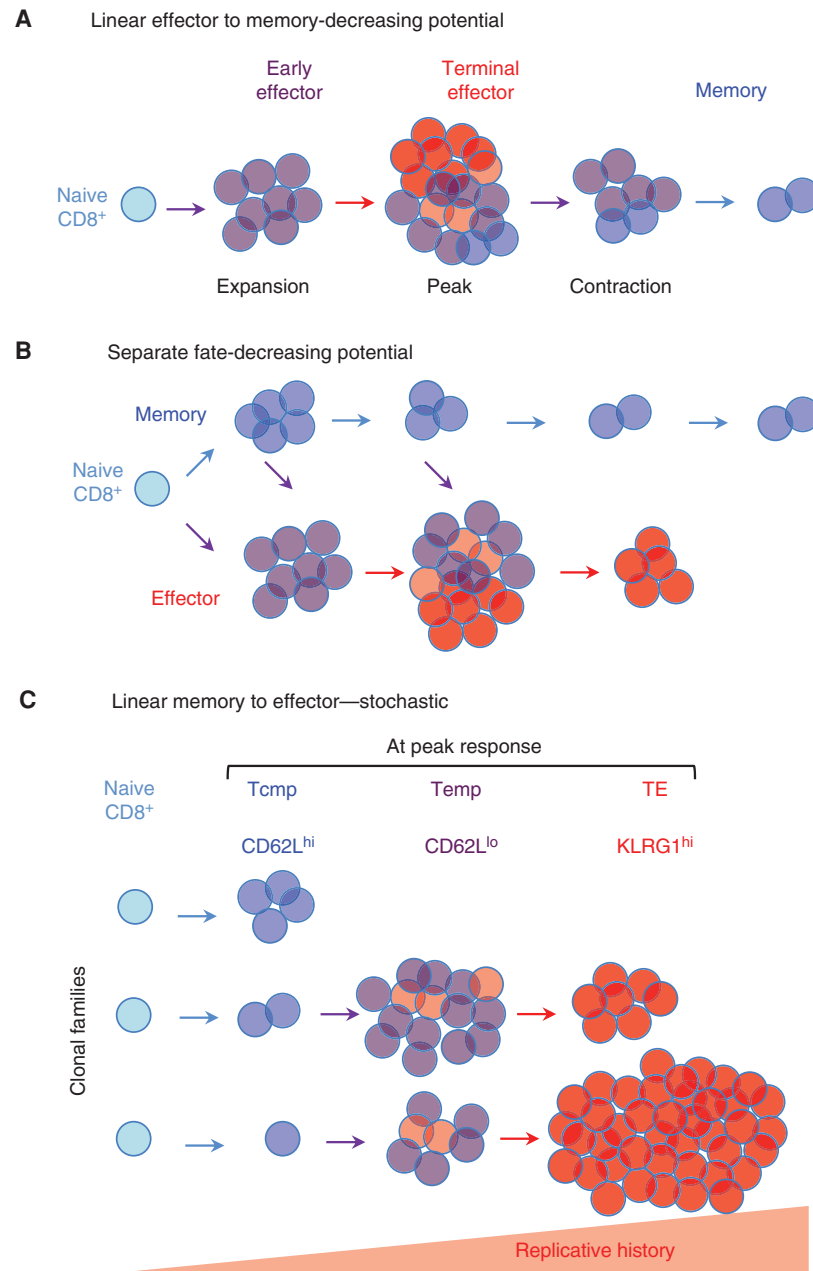 A Linear effector to memory-decreasing potential
Early
effector
Terminal
effector
Memory
Naive
CD8⁺
Expansion
Peak
Contraction
B Separate fate-decreasing potential
Memory
Naive
CD8⁺
Effector
C Linear memory to effector—stochastic
At peak response
Naive
CD8⁺
Tcmp
Temp
TE
CD62Lʰⁱ
CD62Lˡᵒ
KLRG1ʰⁱ
Clonal families
Replicative history